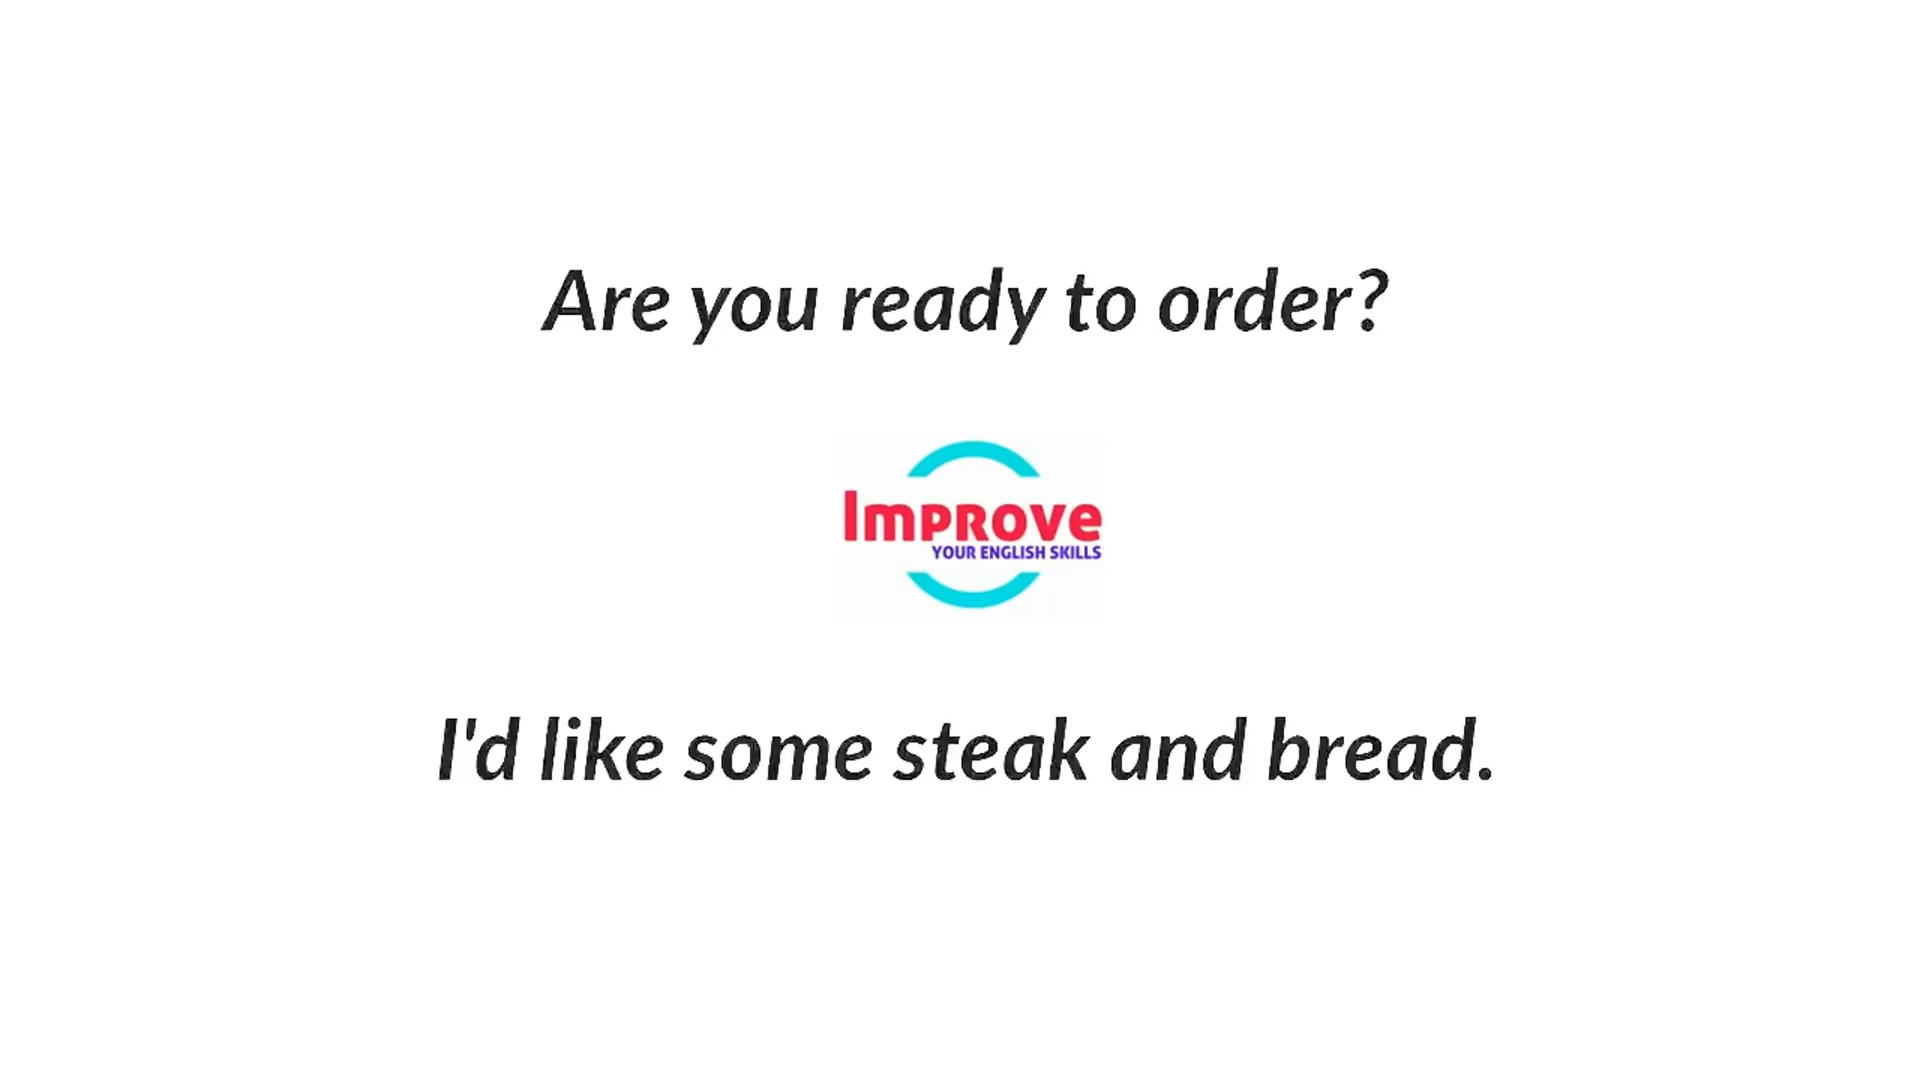 Are you ready to order?
Improve
YOUR ENGLISH SKILLS
I'd like some steak and bread.